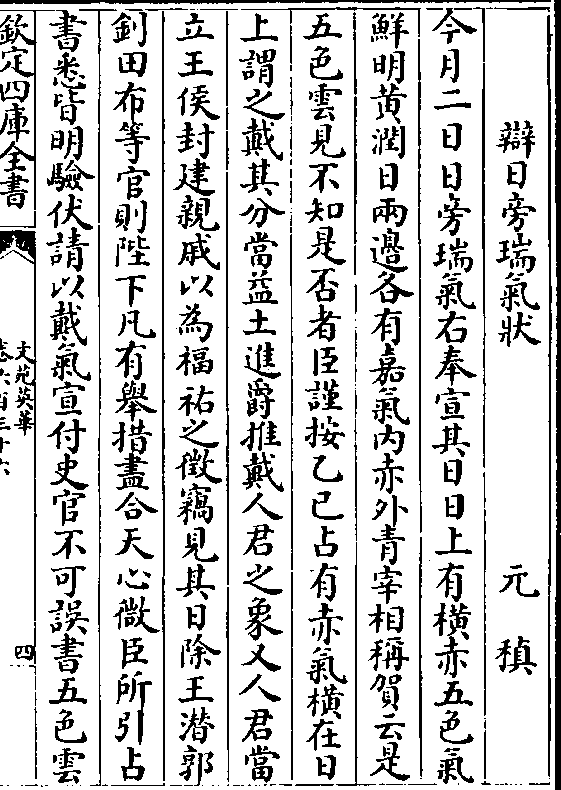 辯日旁瑞氣狀 元稹
今月二日日旁瑞氣右奉宣其日日上有橫赤五色氣
鮮明黃潤日兩邊各有嘉氣内赤外青宰相稱賀云是
五色雲見不知是否者臣謹按乙巳占有赤氣橫在日
上謂之戴其分當益土進爵推戴人君之象又人君當
立王侯封建親戚以為福祐之徵竊見其日除王潜郭
釗田布等官則陛下凡有舉措盡合天心微臣所引占
書悉皆明驗伏請以戴氣宣付史官不可誤書五色雲
欽定四庫全書
文苑英華
卷六百三十六
四